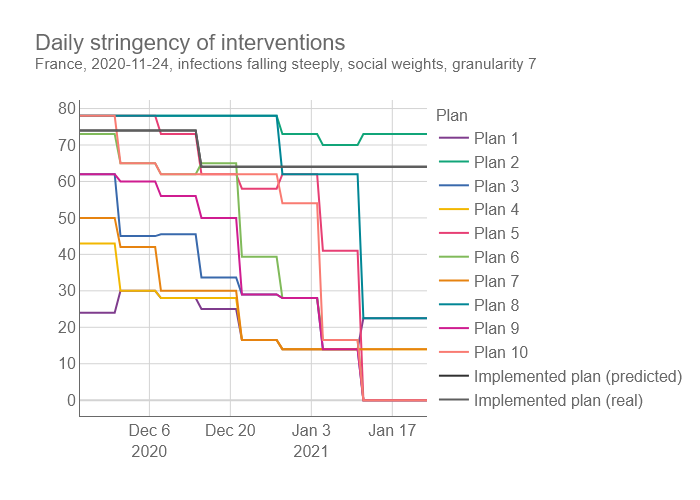 Daily stringency of interventions
France, 2020-11-24, infections falling steeply, social weights, granularity 7
80
70
60
50
40
30
20
10
0
Dec 6
2020
Dec 20
Jan 3
2021
Jan 17
Plan
Plan 1
Plan 2
Plan 3
Plan 4
Plan 5
Plan 6
Plan 7
Plan 8
Plan 9
Plan 10
Implemented plan (predicted)
Implemented plan (real)